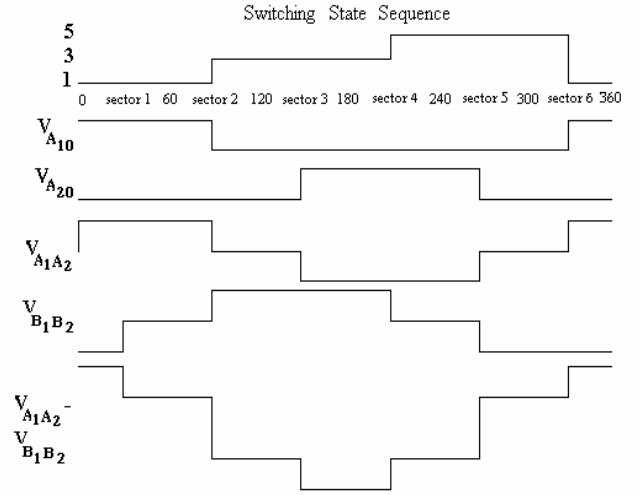 Switching State Sequence
5
3
1
0 sector 1 60 sector 2 120 sector 3 180 sector 4 240 sector 5 300 sector 6 360
VA10
VA20
VA1A2
VB1B2
VA1A2 -
VB1B2